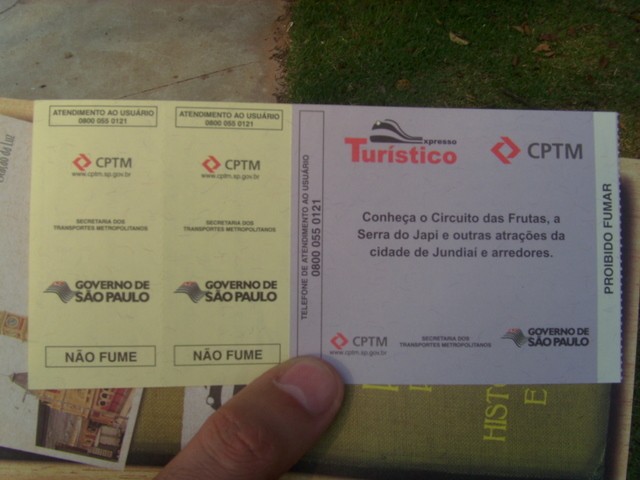 ATENDIMENTO AO USUÁRIO
0800 055 0121
CPTM
www.cptm.sp.gov.br
SECRETARIA DOS
TRANSPORTES METROPOLITANOS
GOVERNO DE
SÃO PAULO
NÃO FUME
ATENDIMENTO AO USUÁRIO
0800 055 0121
CPTM
www.cptm.sp.gov.br
SECRETARIA DOS
TRANSPORTES METROPOLITANOS
GOVERNO DE
SÃO PAULO
NÃO FUME
TELEFONE DE ATENDIMENTO AO USUÁRIO
0800 055 0121
Expresso
Turístico
CPTM
Conheça o Circuito das Frutas, a
Serra do Japi e outras atrações da
cidade de Jundiaí e arredores.
CPTM
www.cptm.sp.gov.br
SECRETARIA DOS
TRANSPORTES METROPOLITANOS
GOVERNO DE
SÃO PAULO
PROIBIDO FUMAR
HIST
E